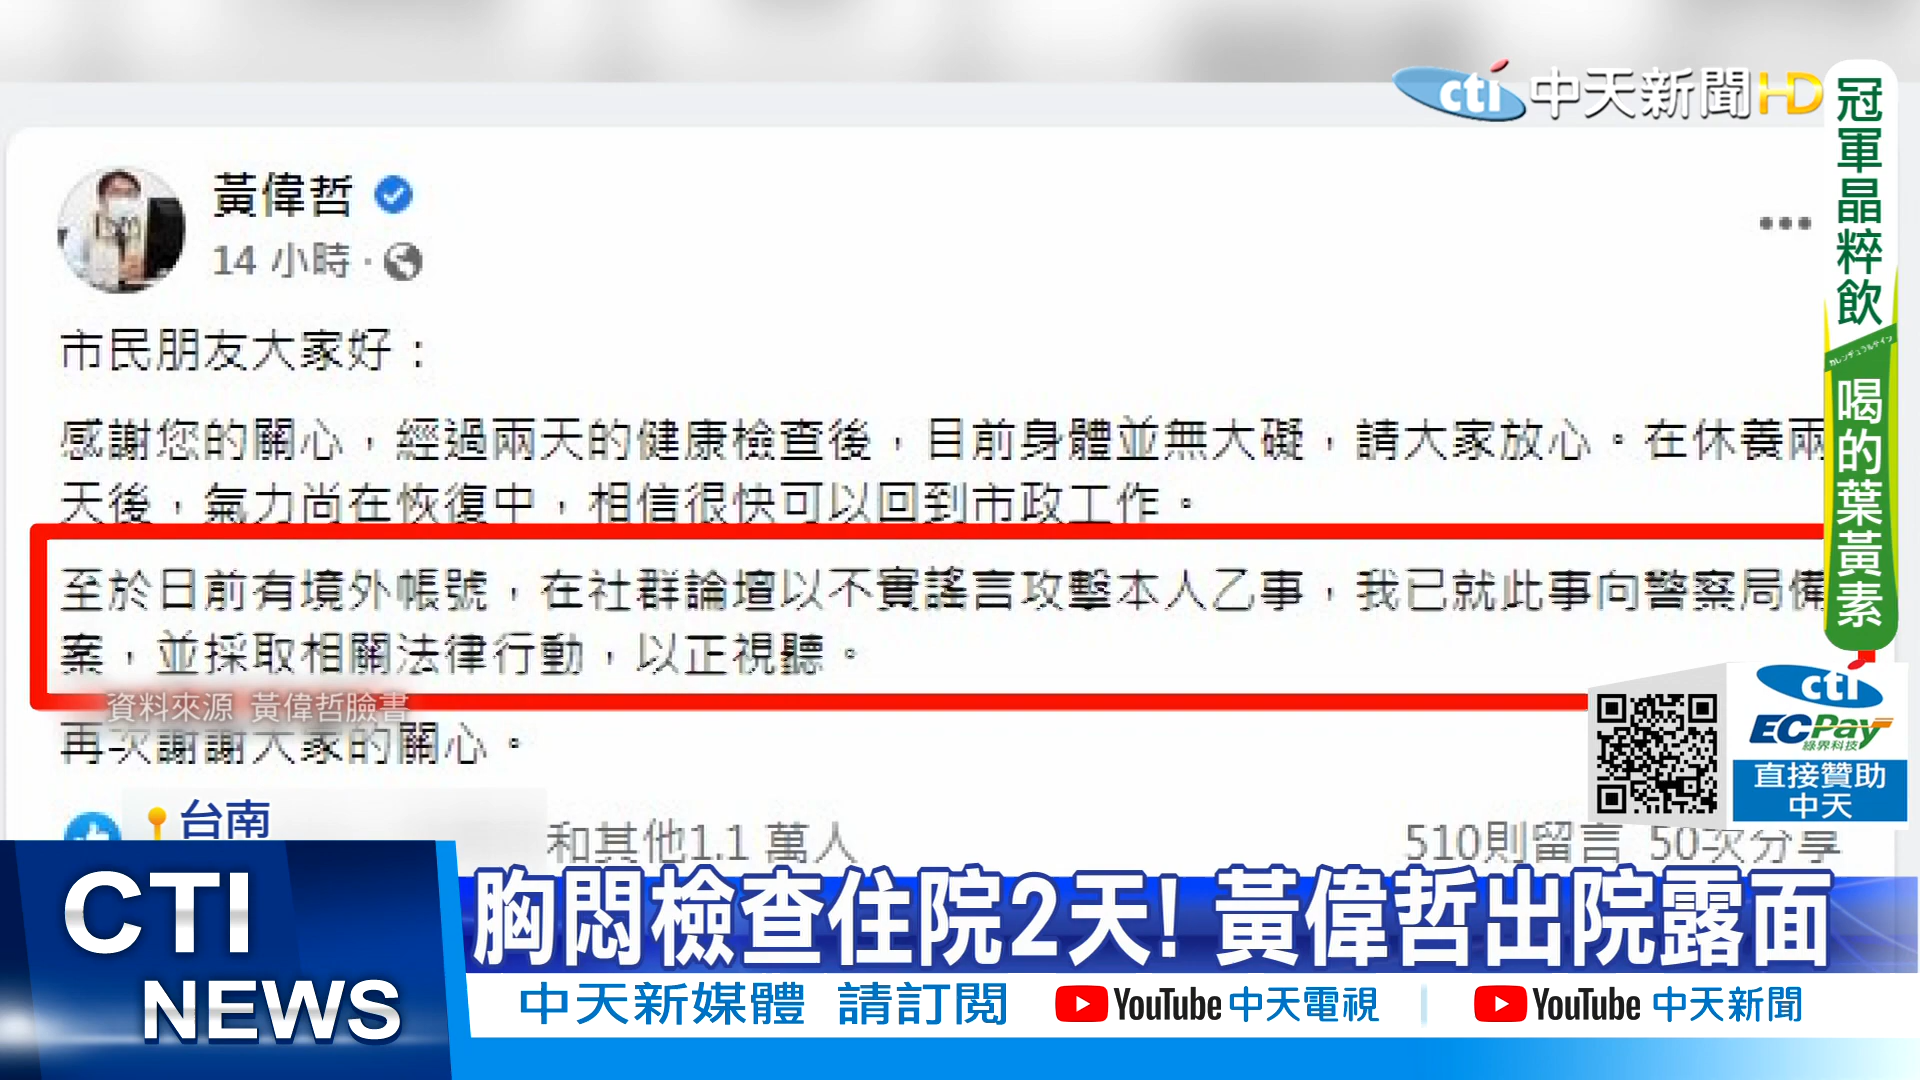 cti 中天新聞HD
冠軍晶粹飲
喝的葉黃素
黃偉哲
14 小時 ·
市民朋友大家好：
感謝您的關心，經過兩天的健康檢查後，目前身體並無大礙，請大家放心。在休養兩
天後，氣力尚在恢復中，相信很快可以回到市政工作。
至於日前有境外帳號，在社群論壇以不實謠言攻擊本人乙事，我已就此事向警察局備
案，並採取相關法律行動，以正視聽。
資料來源 黃偉哲臉書
再次謝謝大家的關心。
cti
ECPay
綠界科技
直接贊助
中天
台南
和其他1.1 萬人
510則留言 50次分享
CTI
NEWS
胸悶檢查住院2天! 黃偉哲出院露面
中天新媒體 請訂閱 YouTube 中天電視 | YouTube 中天新聞